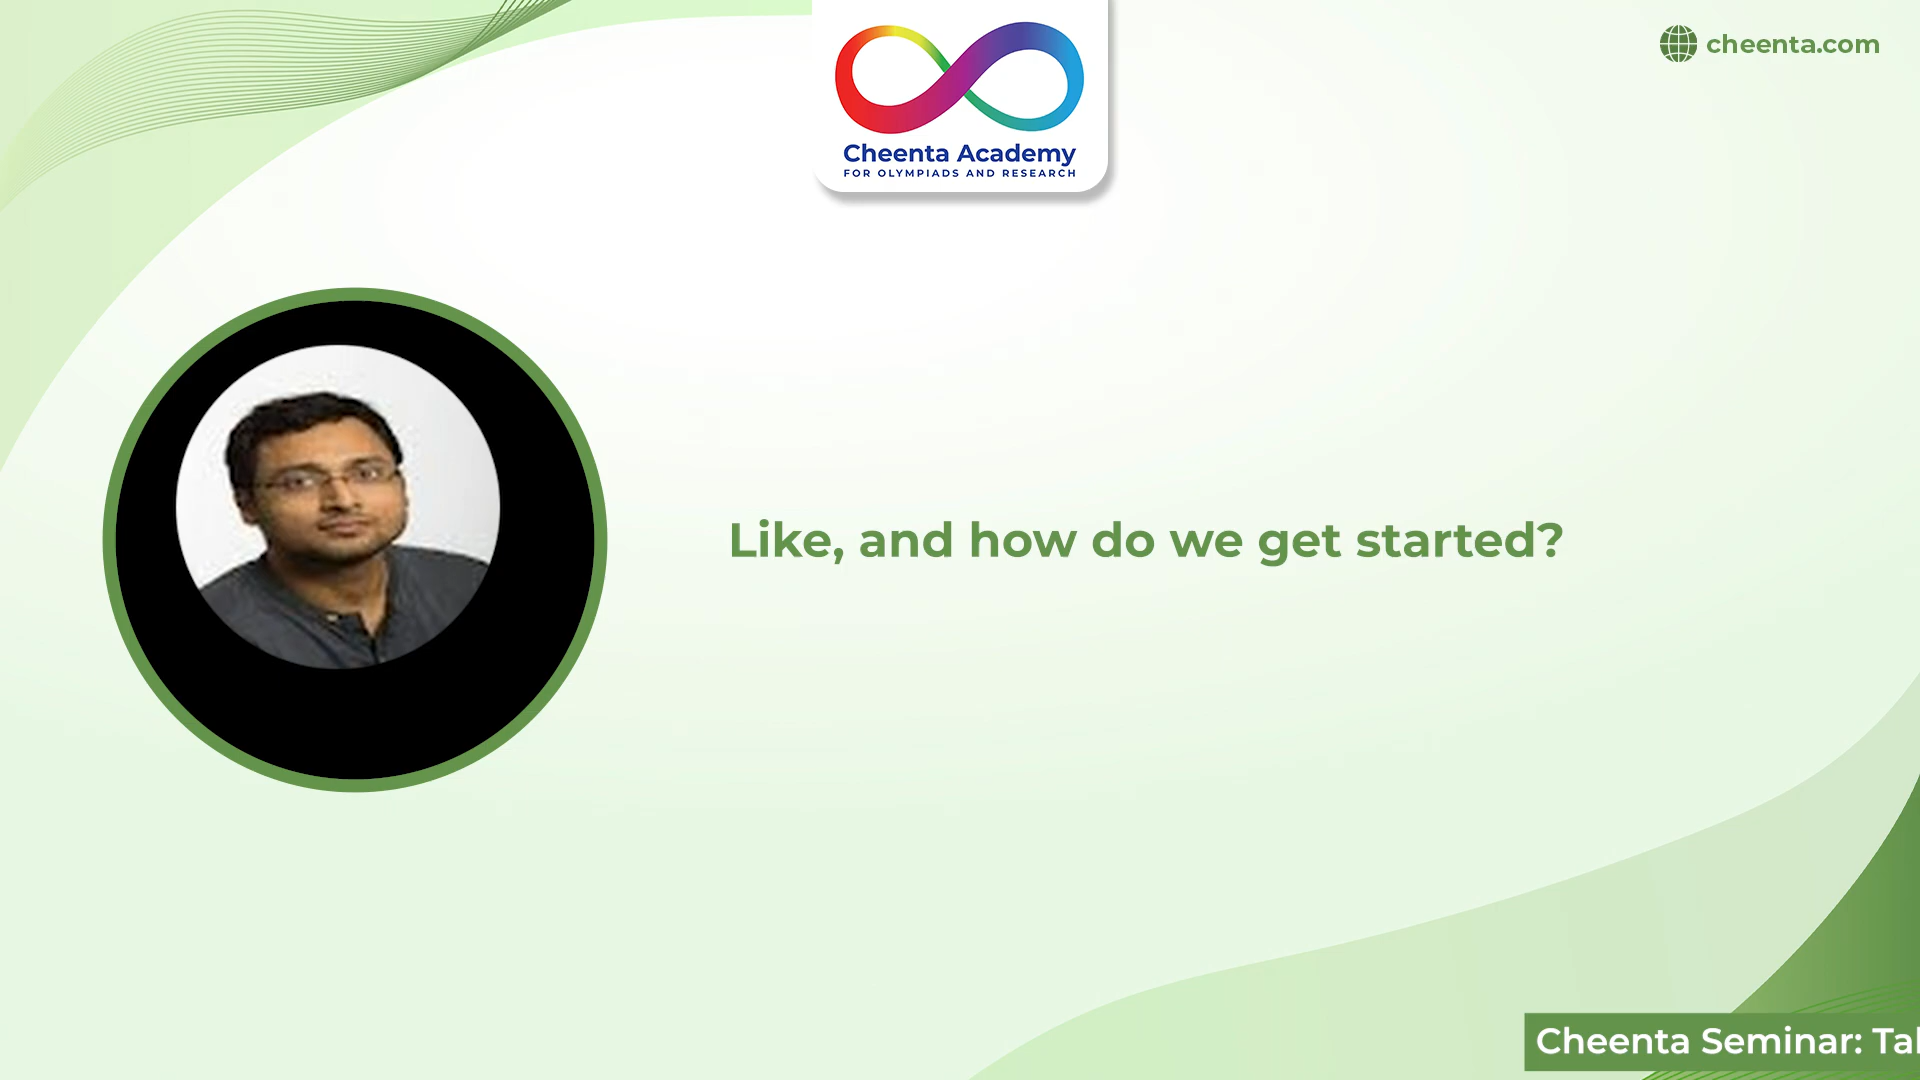 cheenta.com
Cheenta Academy
FOR OLYMPIADS AND RESEARCH
Like, and how do we get started?
Cheenta Seminar: